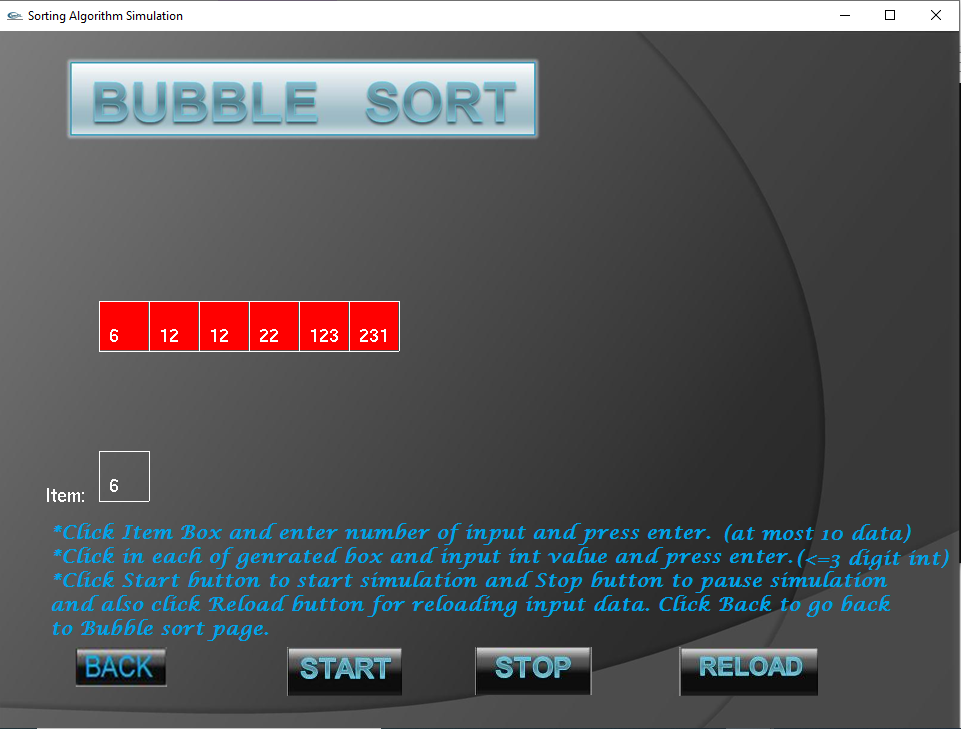 Sorting Algorithm Simulation
BUBBLE SORT
6 12 12 22 123 231
Item: 6
*Click Item Box and enter number of input and press enter. (at most 10 data)
*Click in each of genrated box and input int value and press enter.(<=3 digit int)
*Click Start button to start simulation and Stop button to pause simulation
and also click Reload button for reloading input data. Click Back to go back
to Bubble sort page.
BACK START STOP RELOAD